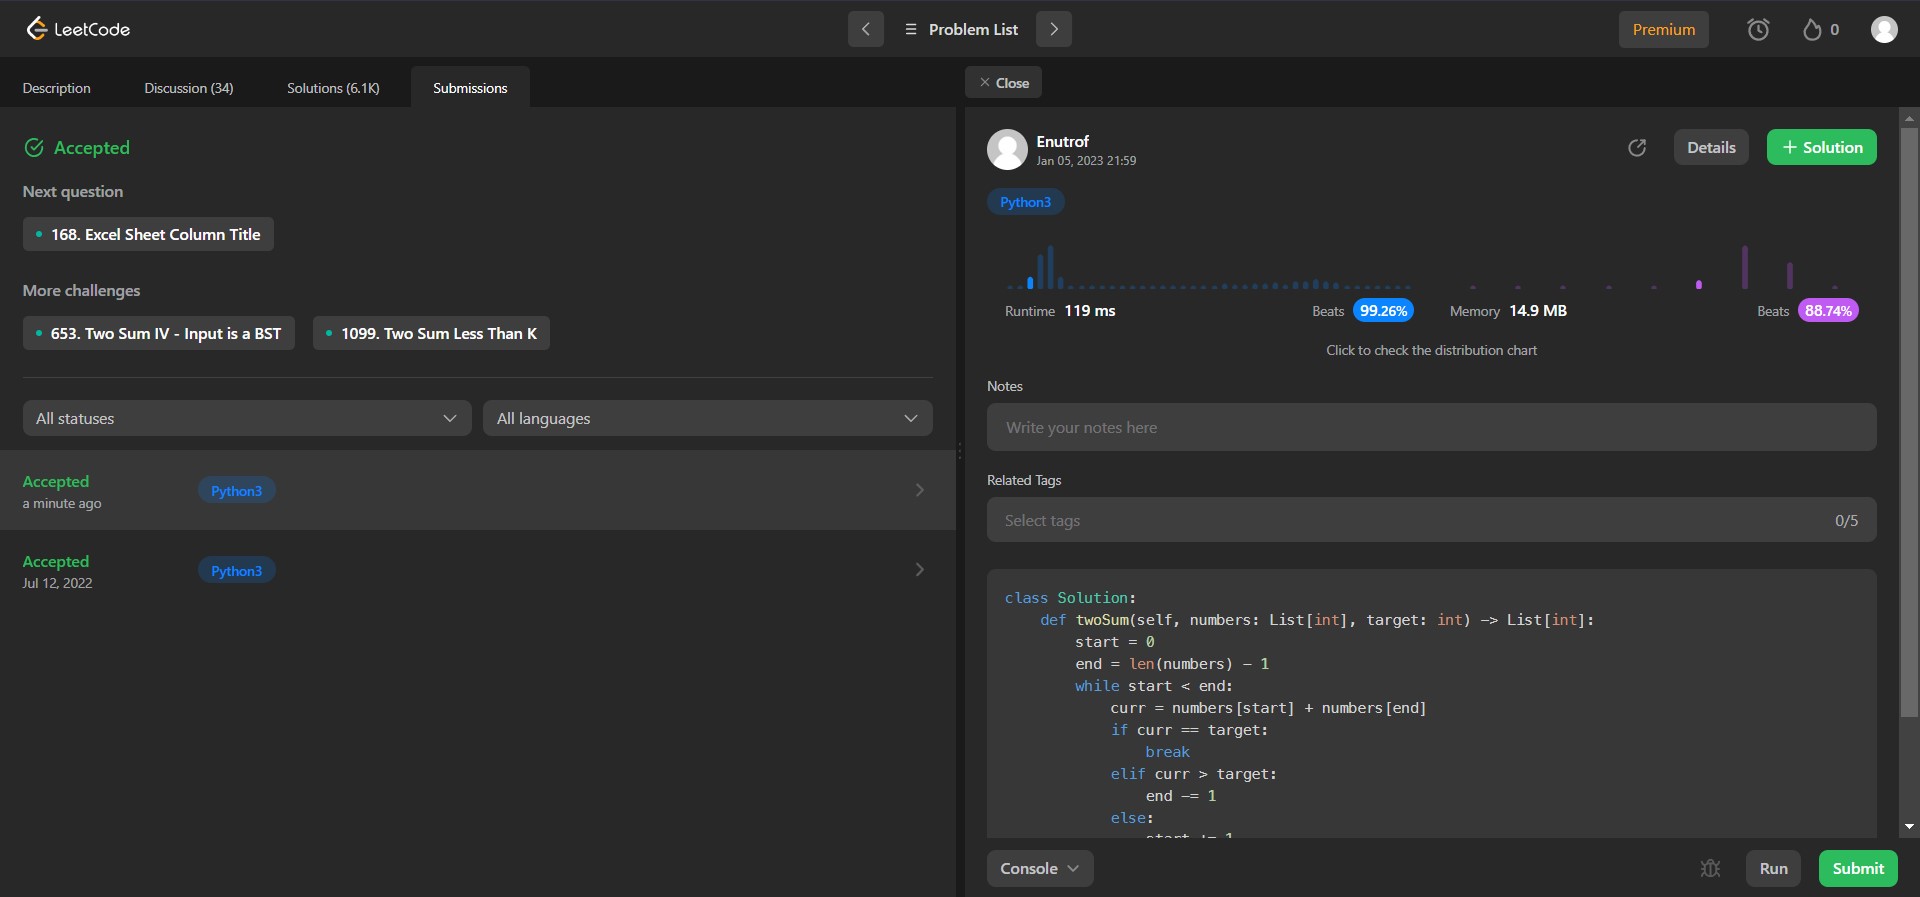 LeetCode
Problem List
Premium
0
Description
Discussion (34)
Solutions (6.1K)
Submissions
Accepted
Next question
168. Excel Sheet Column Title
More challenges
653. Two Sum IV - Input is a BST
1099. Two Sum Less Than K
All statuses
All languages
Accepted
a minute ago
Python3
Accepted
Jul 12, 2022
Python3
Close
Enutrof
Jan 05, 2023 21:59
Details
+ Solution
Python3
Runtime 119 ms
Beats 99.26%
Memory 14.9 MB
Beats 88.74%
Click to check the distribution chart
Notes
Write your notes here
Related Tags
Select tags
0/5
class Solution:
    def twoSum(self, numbers: List[int], target: int) -> List[int]:
        start = 0
        end = len(numbers) - 1
        while start < end:
            curr = numbers[start] + numbers[end]
            if curr == target:
                break
            elif curr > target:
                end -= 1
            else:
Console
Run
Submit